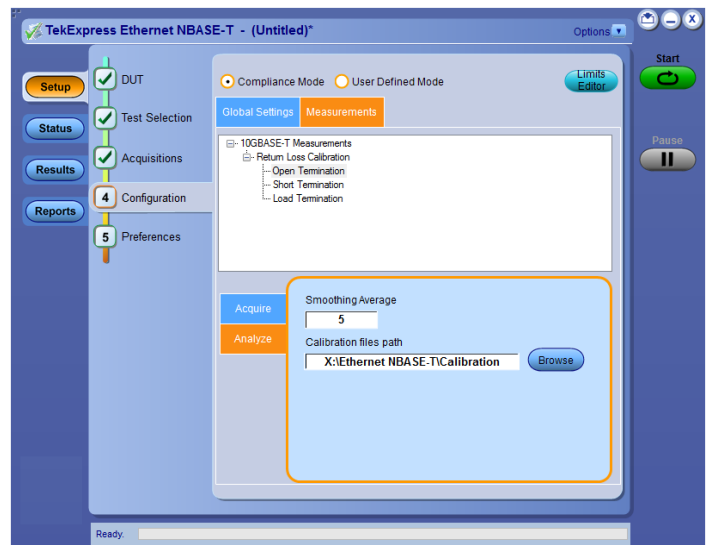 TekExpress Ethernet NBASE-T - (Untitled)*
Options
Start
Pause
Setup
Status
Results
Reports
DUT
Test Selection
Acquisitions
4 Configuration
5 Preferences
Compliance Mode
User Defined Mode
Limits
Editor
Global Settings
Measurements
10GBASE-T Measurements
Return Loss Calibration
Open Termination
Short Termination
Load Termination
Acquire
Analyze
Smoothing Average
5
Calibration files path
X:\Ethernet NBASE-T\Calibration
Browse
Ready.